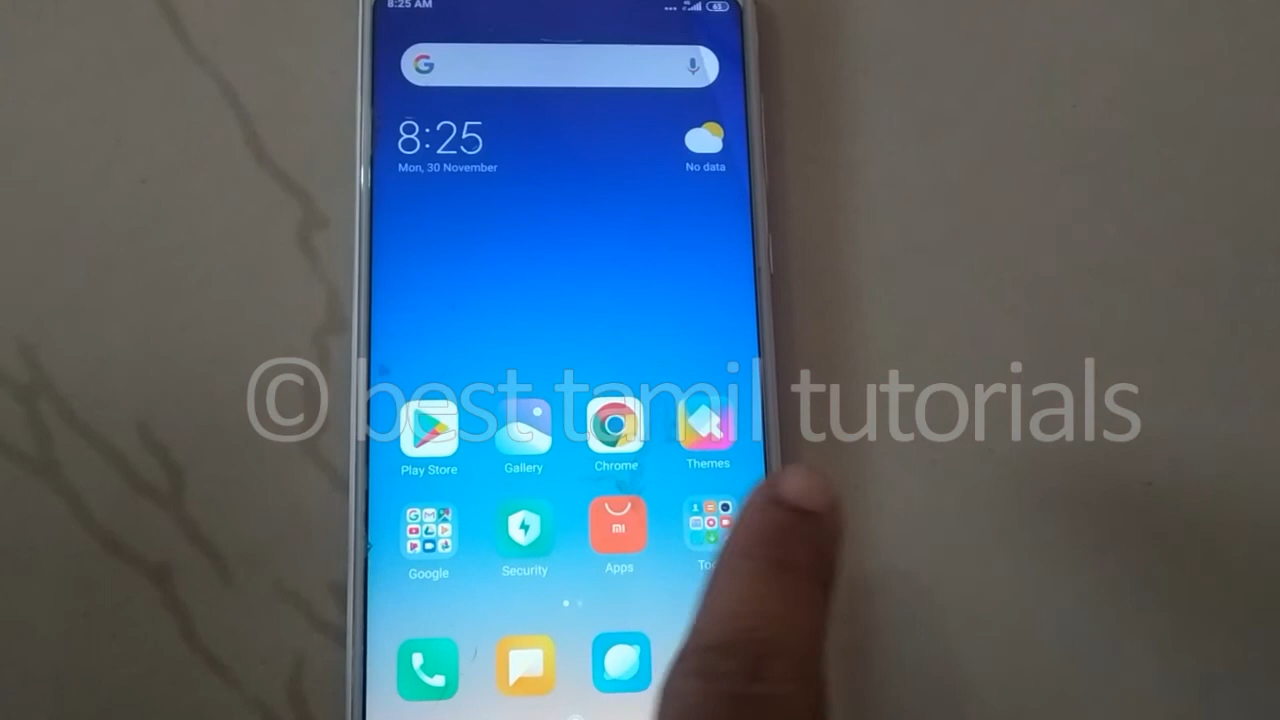 8:25 AM
63
8:25
Mon, 30 November
No data
© best tamil tutorials
Play Store
Gallery
Chrome
Themes
mi
Google
Security
Apps